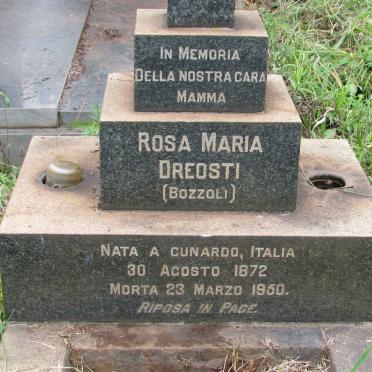 IN MEMORIA
DELLA NOSTRA CARA
MAMMA
ROSA MARIA
DREOSTI
(BOZZOLI)
NATA A CUNARDO, ITALIA
30 AGOSTO 1872
MORTA 23 MARZO 1950.
RIPOSA IN PACE